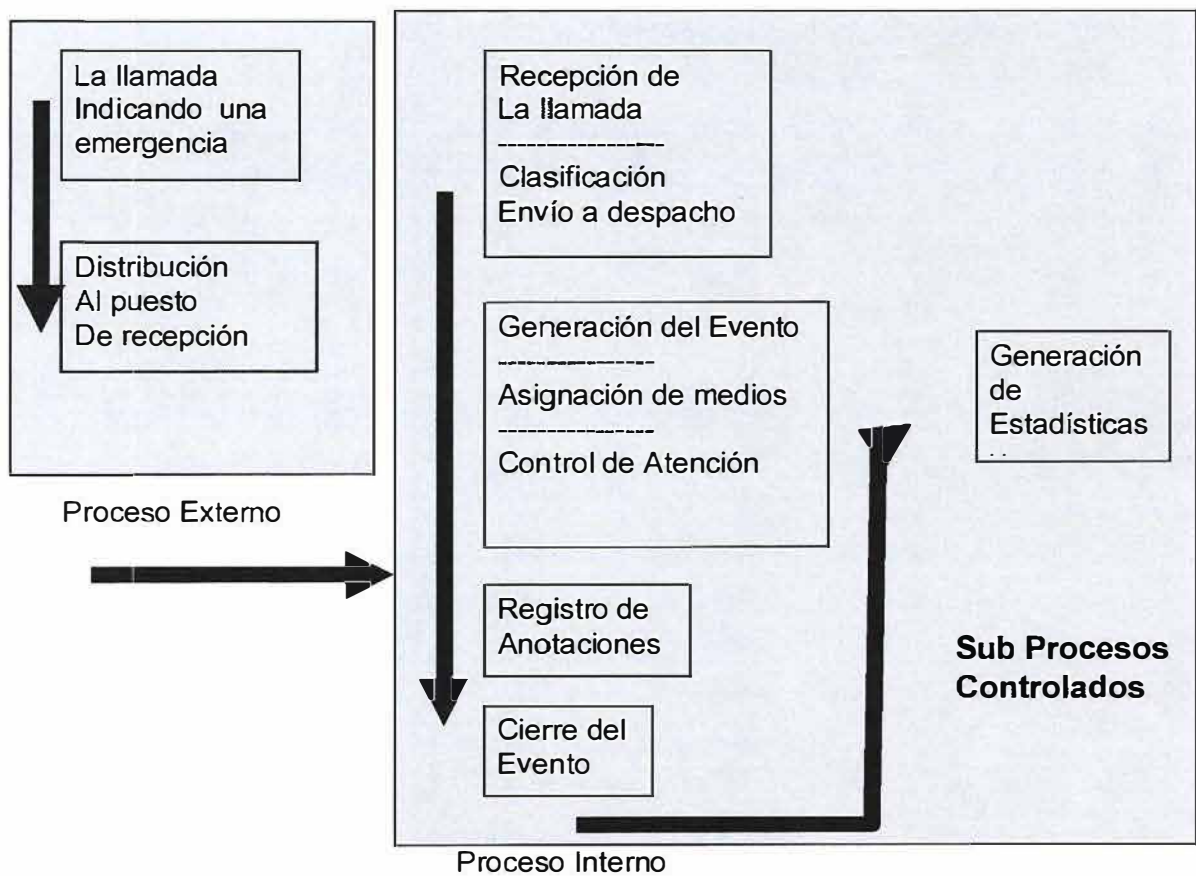 La llamada
Indicando una
emergencia
Distribución
Al puesto
De recepción
Proceso Externo
Recepción de
La llamada
-----------------
Clasificación
Envío a despacho
Generación del Evento
----------------
Asignación de medios
----------------
Control de Atención
Registro de
Anotaciones
Cierre del
Evento
Generación
de
Estadísticas
Sub Procesos
Controlados
Proceso Interno